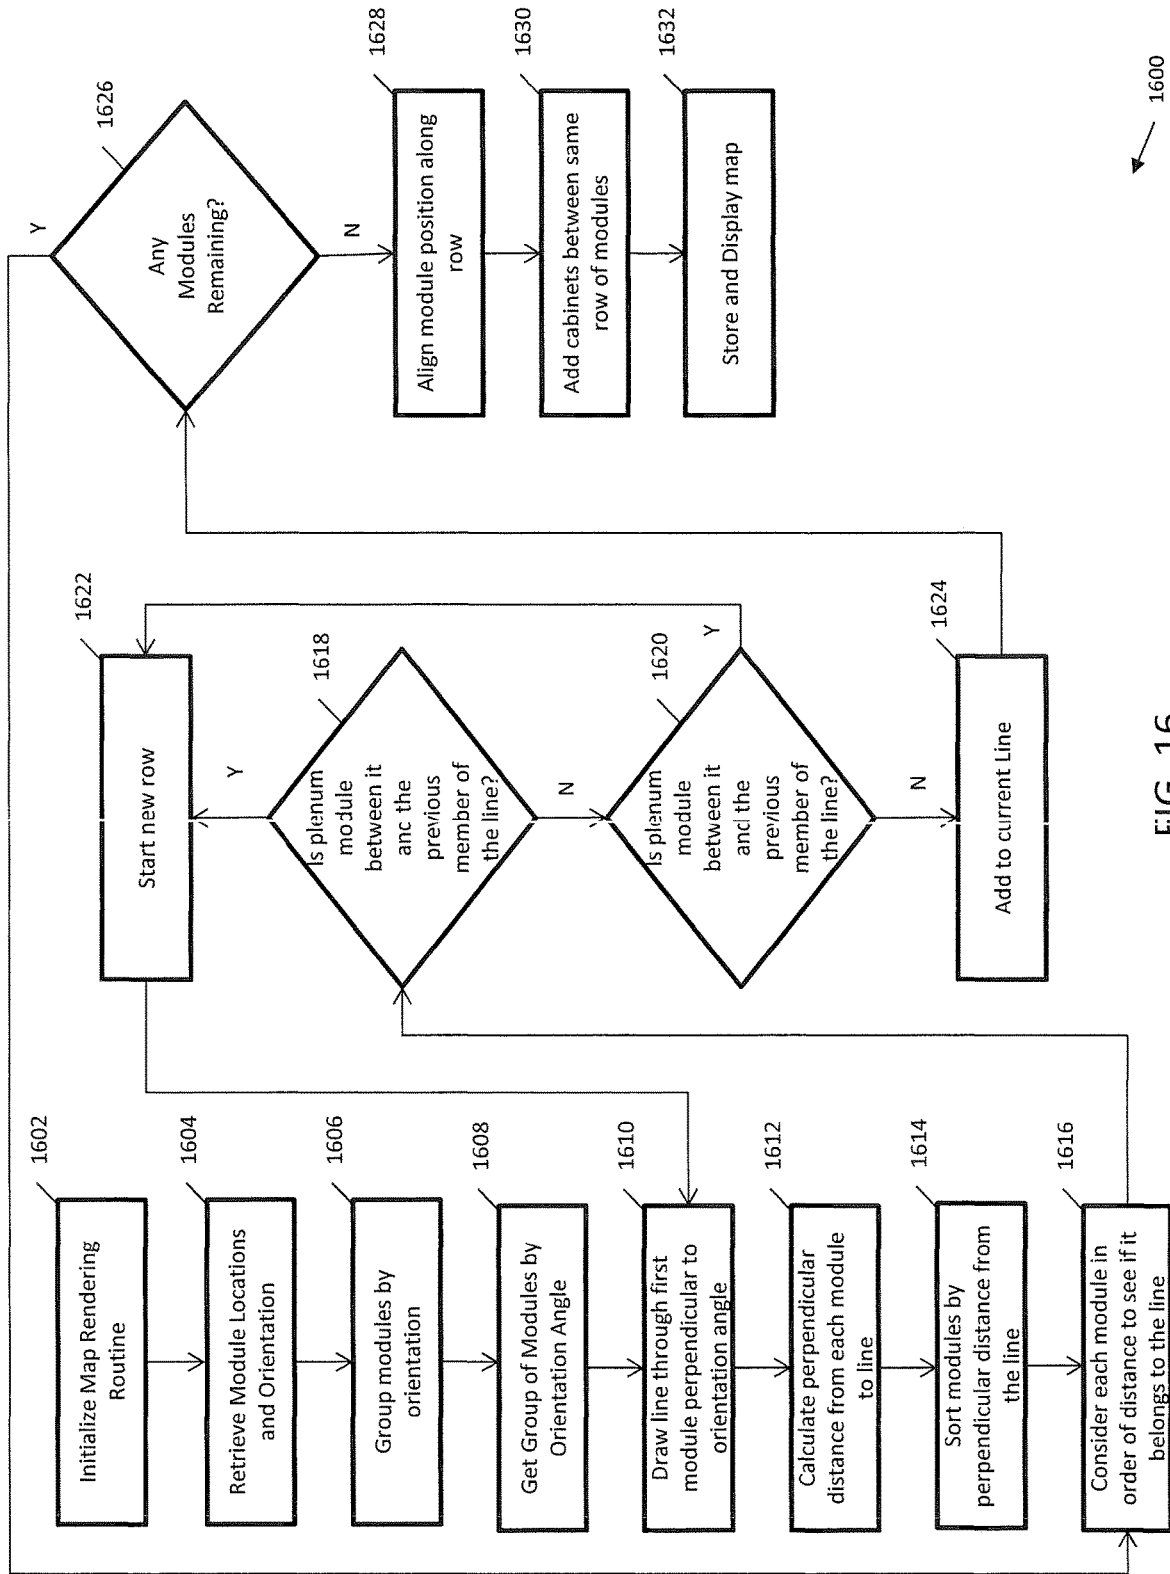 1602
Initialize Map Rendering
Routine
1604
Retrieve Module Locations
and Orientation
1606
Group modules by
orientation
1608
Get Group of Modules by
Orientation Angle
1610
Draw line through first
module perpendicular to
orientation angle
1612
Calculate perpendicular
distance from each module
to line
1614
Sort modules by
perpendicular distance from
the line
1616
Consider each module in
order of distance to see if it
belongs to the line
1622
Start new row
Y
1618
Is plenum
module
between it
and the
previous
member of
the line?
N
1620
Is plenum
module
between it
and the
previous
member of
the line?
Y
N
1624
Add to current Line
Y
1626
Any
Modules
Remaining?
N
1628
Align module position along
row
1630
Add cabinets between same
row of modules
1632
Store and Display map
1600
FIG. 16